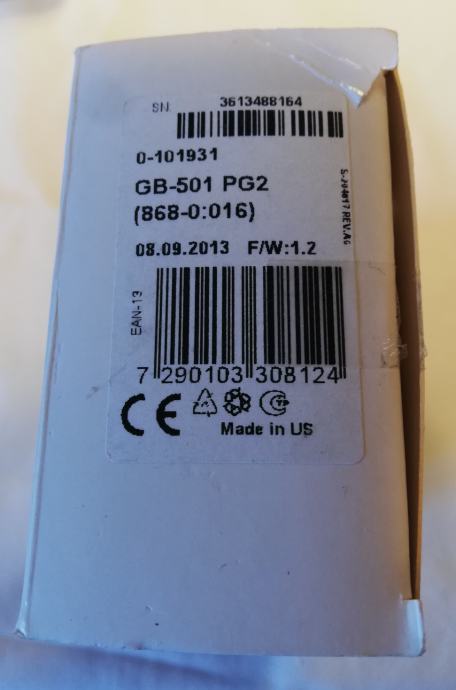 SN. 3613488164
0-101931
GB-501 PG2
(868-0:016)
08.09.2013 F/W:1.2
EAN-13
7 290103 308124
CE
Made in US